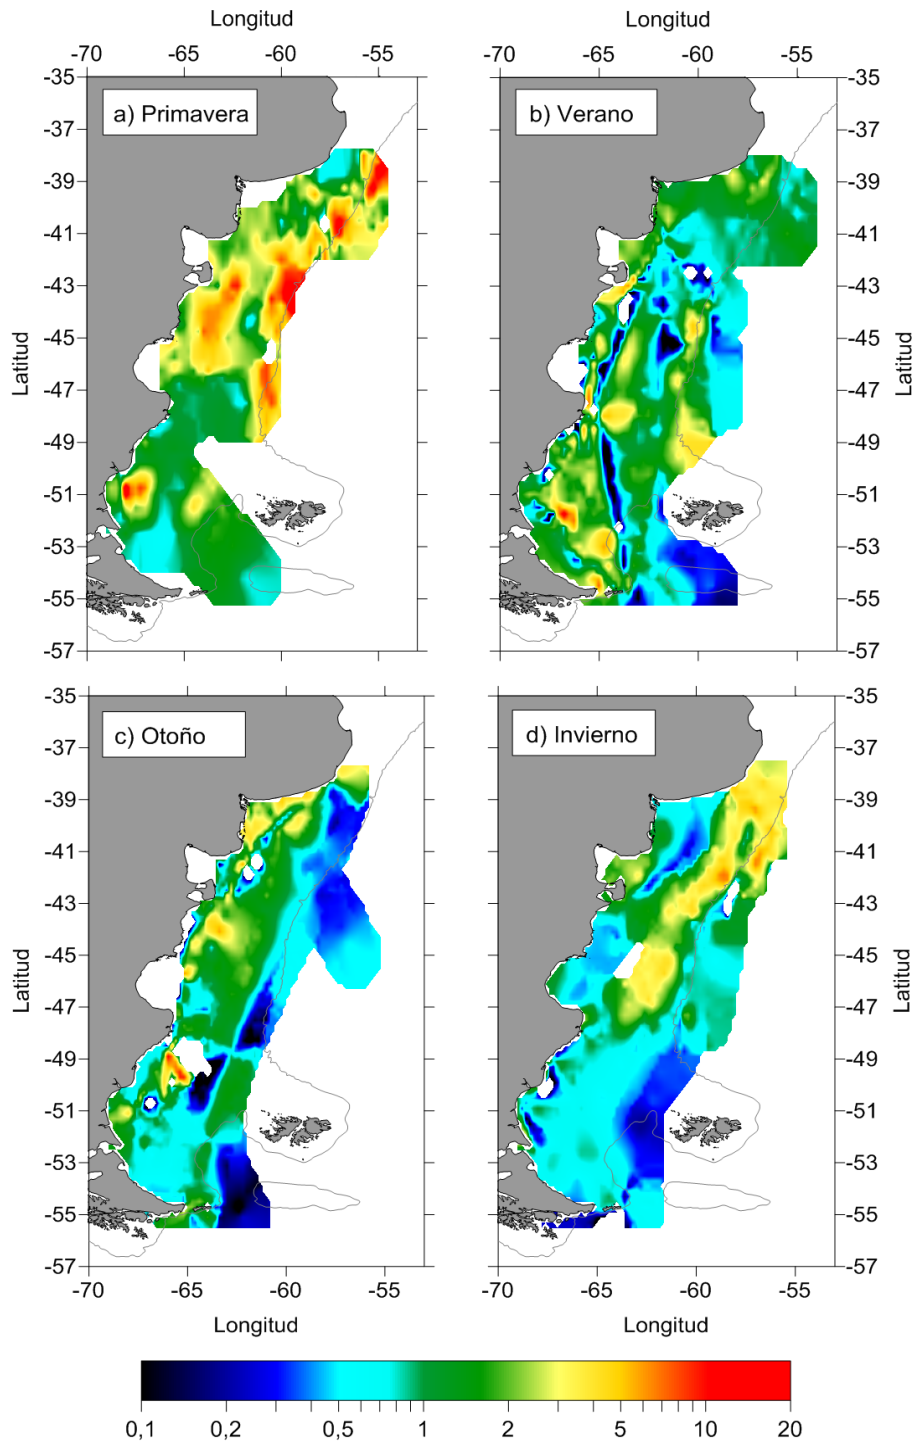 Longitud Longitud
-70 -65 -60 -55 -70 -65 -60 -55
-35 -35
a) Primavera b) Verano
-37 -37
-39 -39
-41 -41
-43 -43
Latitud Latitud
-45 -45
-47 -47
-49 -49
-51 -51
-53 -53
-55 -55
-57 -57
-35 -35
c) Otoño d) Invierno
-37 -37
-39 -39
-41 -41
-43 -43
Latitud Latitud
-45 -45
-47 -47
-49 -49
-51 -51
-53 -53
-55 -55
-57 -57
-70 -65 -60 -55 -70 -65 -60 -55
Longitud Longitud
0,1 0,2 0,5 1 2 5 10 20